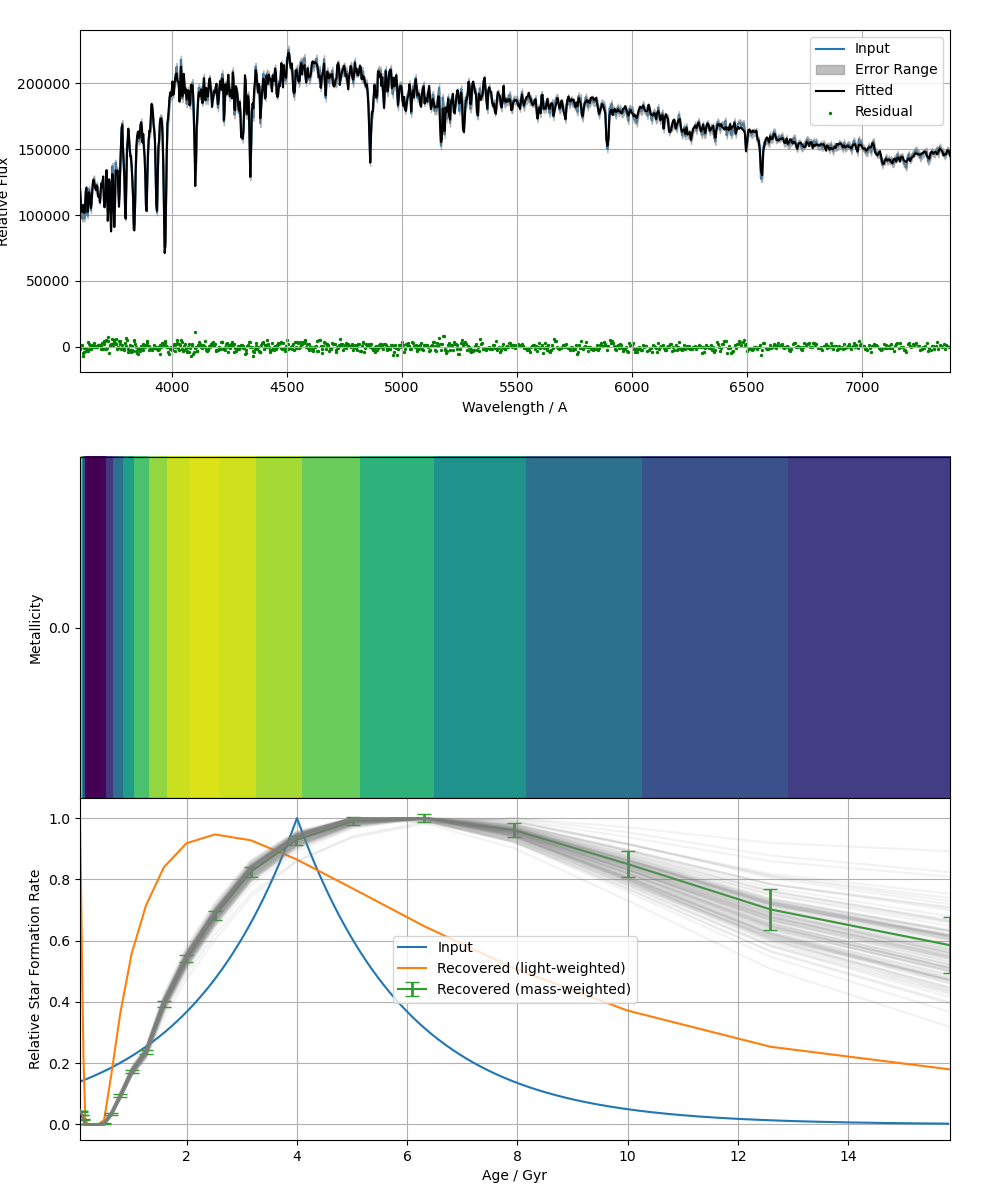 Relative Flux
200000
150000
100000
50000
0
Input
Error Range
Fitted
Residual
4000 4500 5000 5500 6000 6500 7000
Wavelength / A
Metallicity
0.0
Relative Star Formation Rate
1.0
0.8
0.6
0.4
0.2
0.0
Input
Recovered (light-weighted)
Recovered (mass-weighted)
2 4 6 8 10 12 14
Age / Gyr